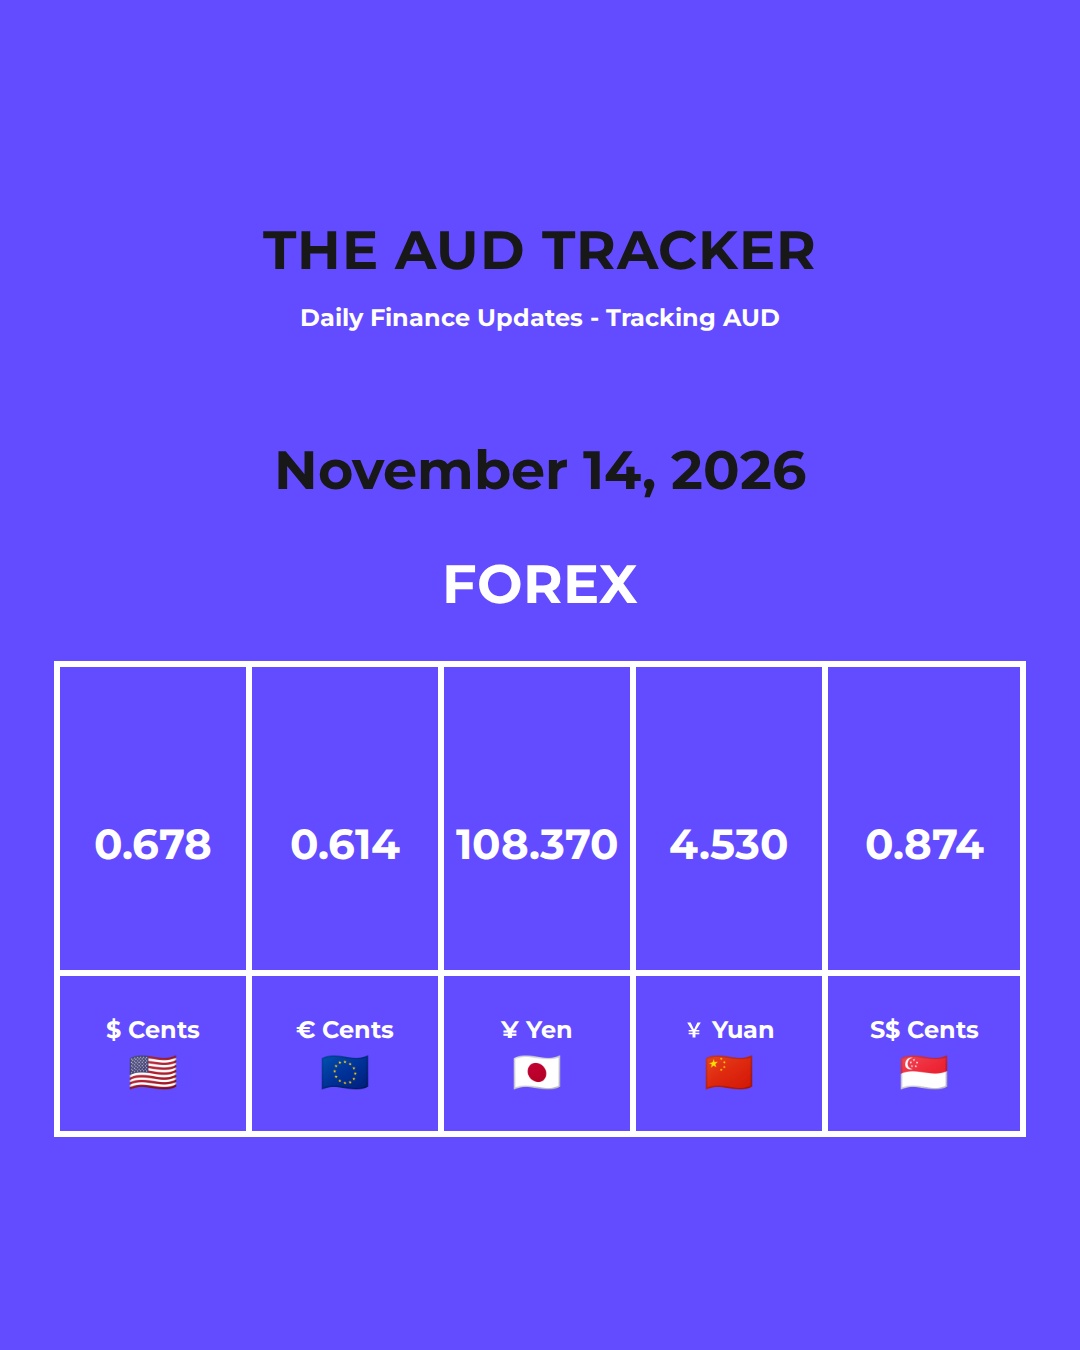 THE AUD TRACKER
Daily Finance Updates - Tracking AUD
November 14, 2026
FOREX
0.678 0.614 108.370 4.530 0.874
$ Cents € Cents ¥ Yen ¥ Yuan S$ Cents